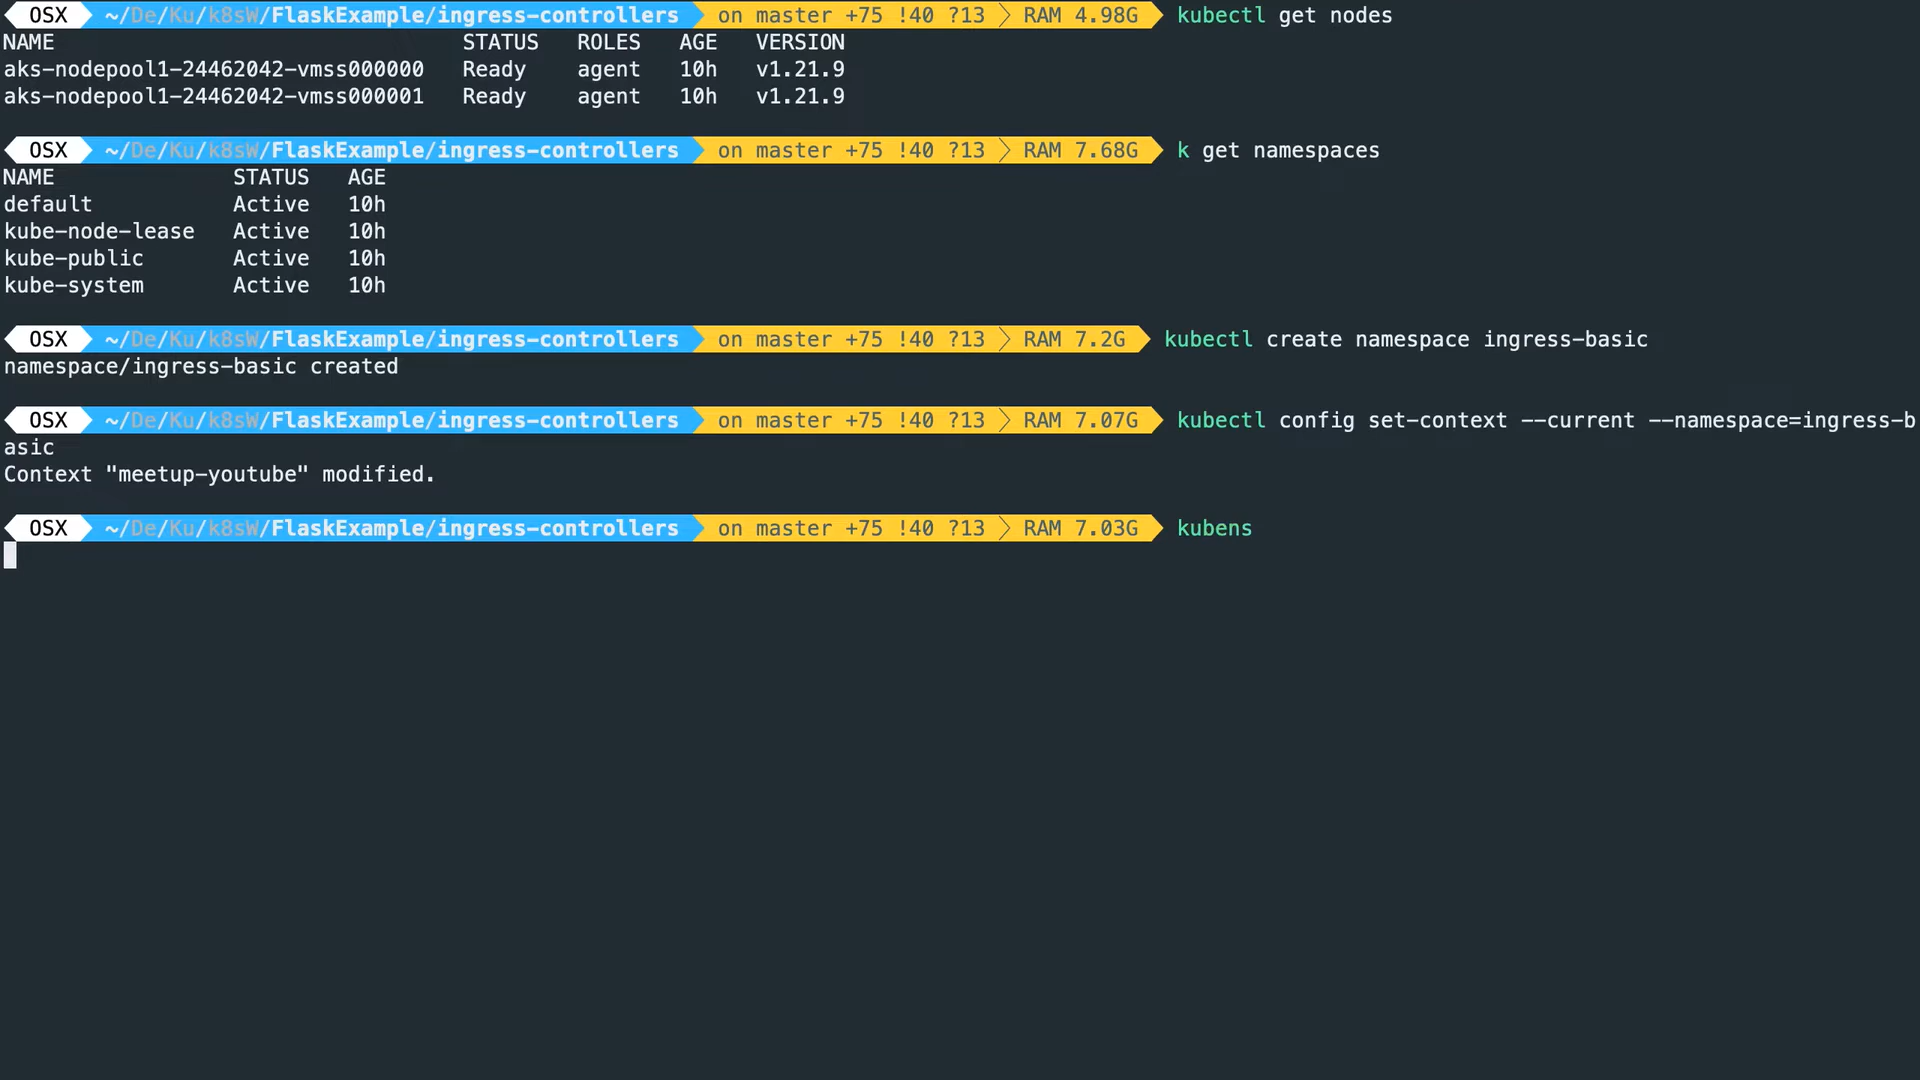 OSX ~/De/Ku/k8sW/FlaskExample/ingress-controllers on master +75 !40 ?13 RAM 4.98G kubectl get nodes
NAME STATUS ROLES AGE VERSION
aks-nodepool1-24462042-vmss000000 Ready agent 10h v1.21.9
aks-nodepool1-24462042-vmss000001 Ready agent 10h v1.21.9
OSX ~/De/Ku/k8sW/FlaskExample/ingress-controllers on master +75 !40 ?13 RAM 7.68G k get namespaces
NAME STATUS AGE
default Active 10h
kube-node-lease Active 10h
kube-public Active 10h
kube-system Active 10h
OSX ~/De/Ku/k8sW/FlaskExample/ingress-controllers on master +75 !40 ?13 RAM 7.2G kubectl create namespace ingress-basic
namespace/ingress-basic created
OSX ~/De/Ku/k8sW/FlaskExample/ingress-controllers on master +75 !40 ?13 RAM 7.07G kubectl config set-context --current --namespace=ingress-b
asic
Context "meetup-youtube" modified.
OSX ~/De/Ku/k8sW/FlaskExample/ingress-controllers on master +75 !40 ?13 RAM 7.03G kubens